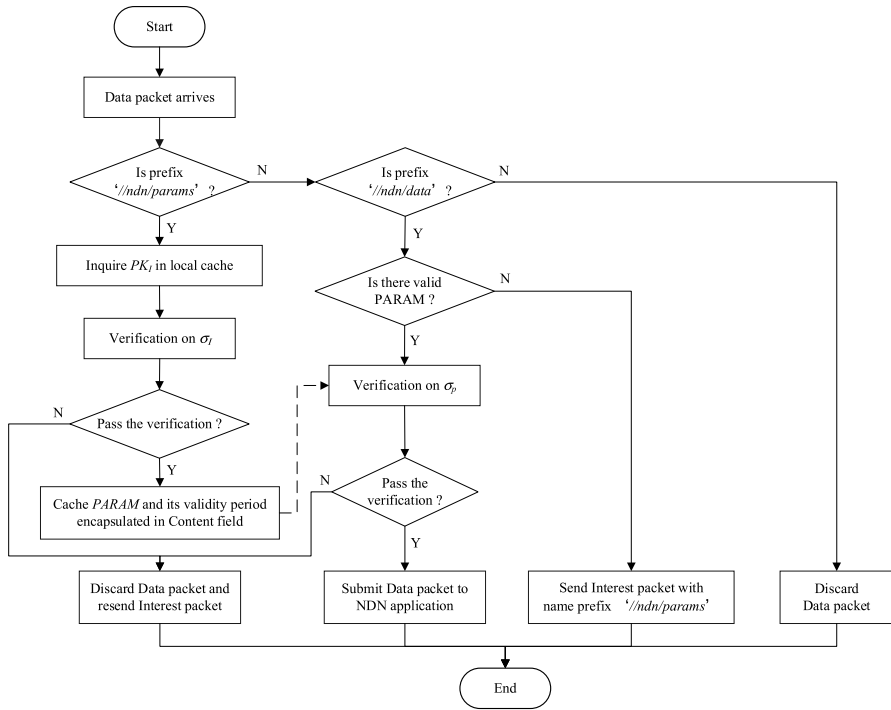 Start
Data packet arrives
Is prefix
‘//ndn/params’ ?
N
Is prefix
‘//ndn/data’ ?
N
Y
Y
Inquire PK_I in local cache
Is there valid
PARAM ?
N
Verification on σ_I
Y
Verification on σ_p
N
Pass the verification ?
Y
N
Pass the
verification ?
Cache PARAM and its validity period
encapsulated in Content field
Y
Discard Data packet and
resend Interest packet
Submit Data packet to
NDN application
Send Interest packet with
name prefix ‘//ndn/params’
Discard
Data packet
End